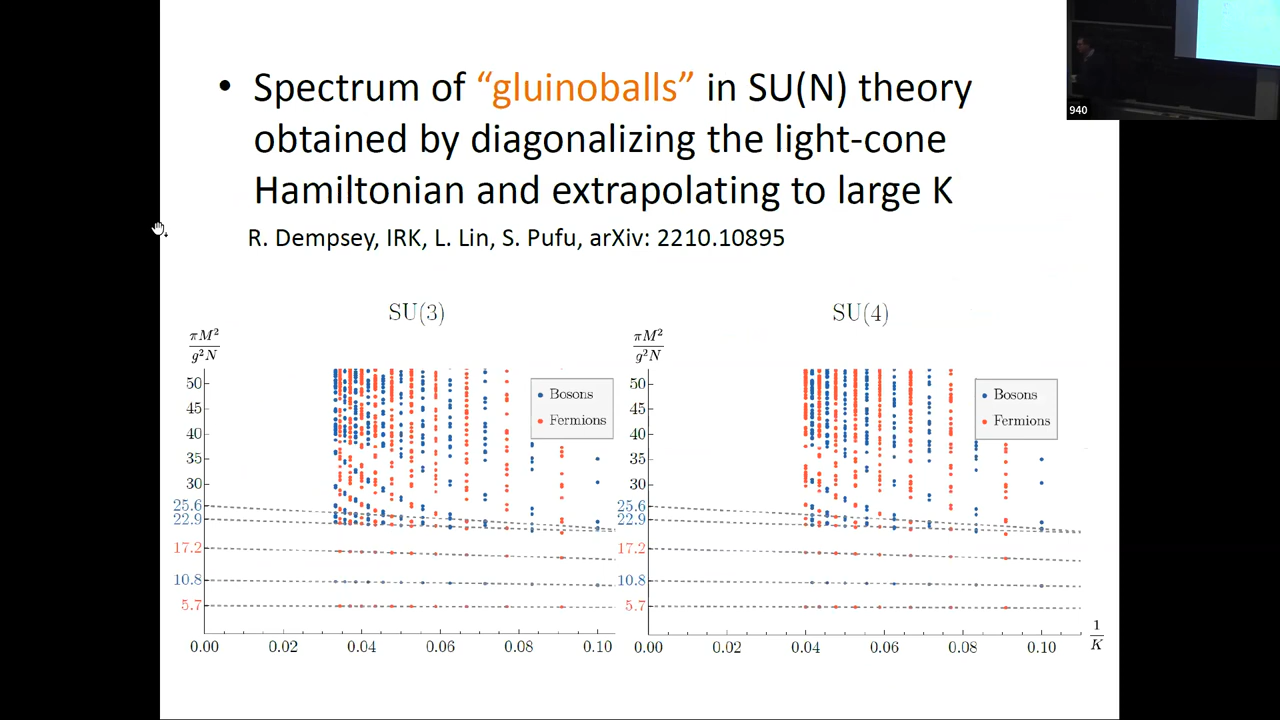 940
• Spectrum of “gluinoballs” in SU(N) theory
obtained by diagonalizing the light-cone
Hamiltonian and extrapolating to large K
R. Dempsey, IRK, L. Lin, S. Pufu, arXiv: 2210.10895
SU(3)
πM²
g²N
50
45
40
35
30
25.6
22.9
17.2
10.8
5.7
Bosons
Fermions
0.00 0.02 0.04 0.06 0.08 0.10
SU(4)
πM²
g²N
50
45
40
35
30
25.6
22.9
17.2
10.8
5.7
Bosons
Fermions
0.00 0.02 0.04 0.06 0.08 0.10
1
K